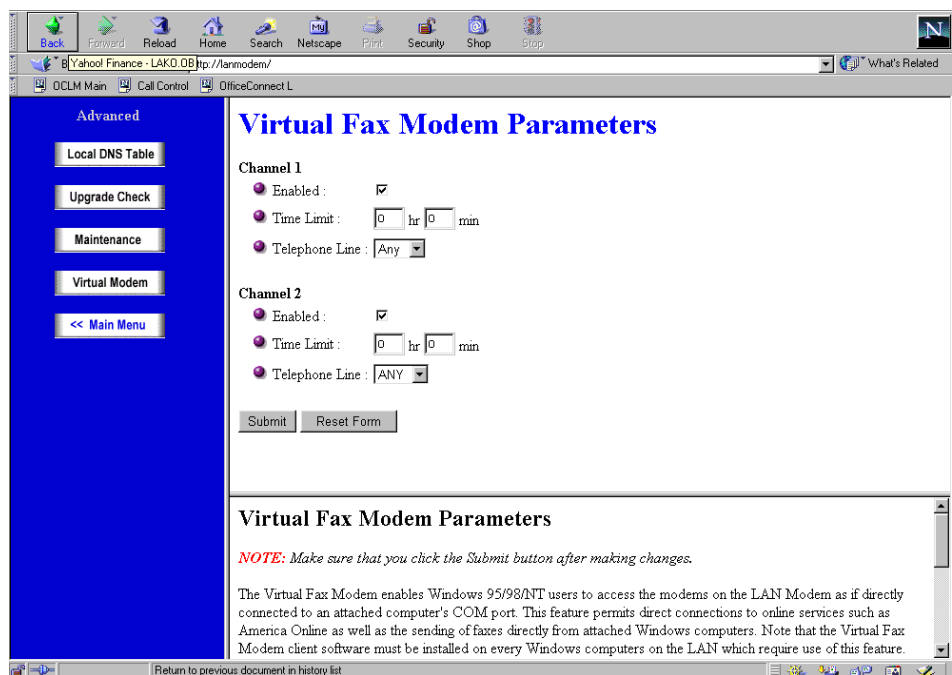 Back Forward Reload Home Search Netscape Print Security Shop Stop
N
B Yahoo! Finance - LAKO.OB ttp://lanmodem/ What's Related
OCLM Main Call Control OfficeConnect L
Advanced
Local DNS Table
Upgrade Check
Maintenance
Virtual Modem
<< Main Menu
Virtual Fax Modem Parameters
Channel 1
Enabled :
Time Limit : 0 hr 0 min
Telephone Line : Any
Channel 2
Enabled :
Time Limit : 0 hr 0 min
Telephone Line : ANY
Submit Reset Form
Virtual Fax Modem Parameters
NOTE: Make sure that you click the Submit button after making changes.
The Virtual Fax Modem enables Windows 95/98/NT users to access the modems on the LAN Modem as if directly
connected to an attached computer's COM port. This feature permits direct connections to online services such as
America Online as well as the sending of faxes directly from attached Windows computers. Note that the Virtual Fax
Modem client software must be installed on every Windows computers on the LAN which require use of this feature.
Return to previous document in history list